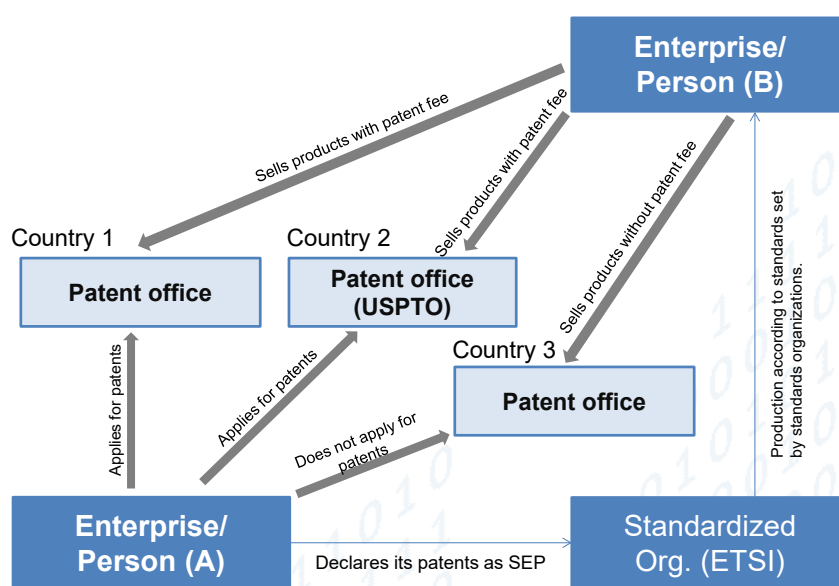 Enterprise/
Person (B)
Sells products with patent fee
Sells products with patent fee
Sells products without patent fee
Production according to standards set
by standards organizations.
Country 1
Patent office
Country 2
Patent office
(USPTO)
Country 3
Patent office
Applies for patents
Applies for patents
Does not apply for
patents
Enterprise/
Person (A)
Declares its patents as SEP
Standardized
Org. (ETSI)